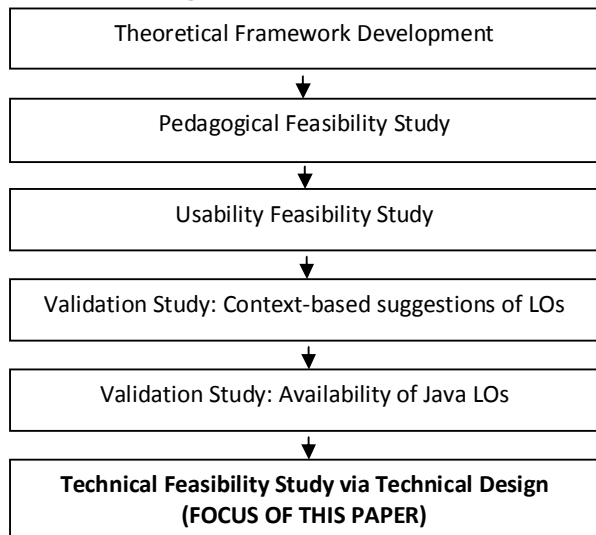 Theoretical Framework Development
Pedagogical Feasibility Study
Usability Feasibility Study
Validation Study: Context-based suggestions of LOs
Validation Study: Availability of Java LOs
Technical Feasibility Study via Technical Design
(FOCUS OF THIS PAPER)